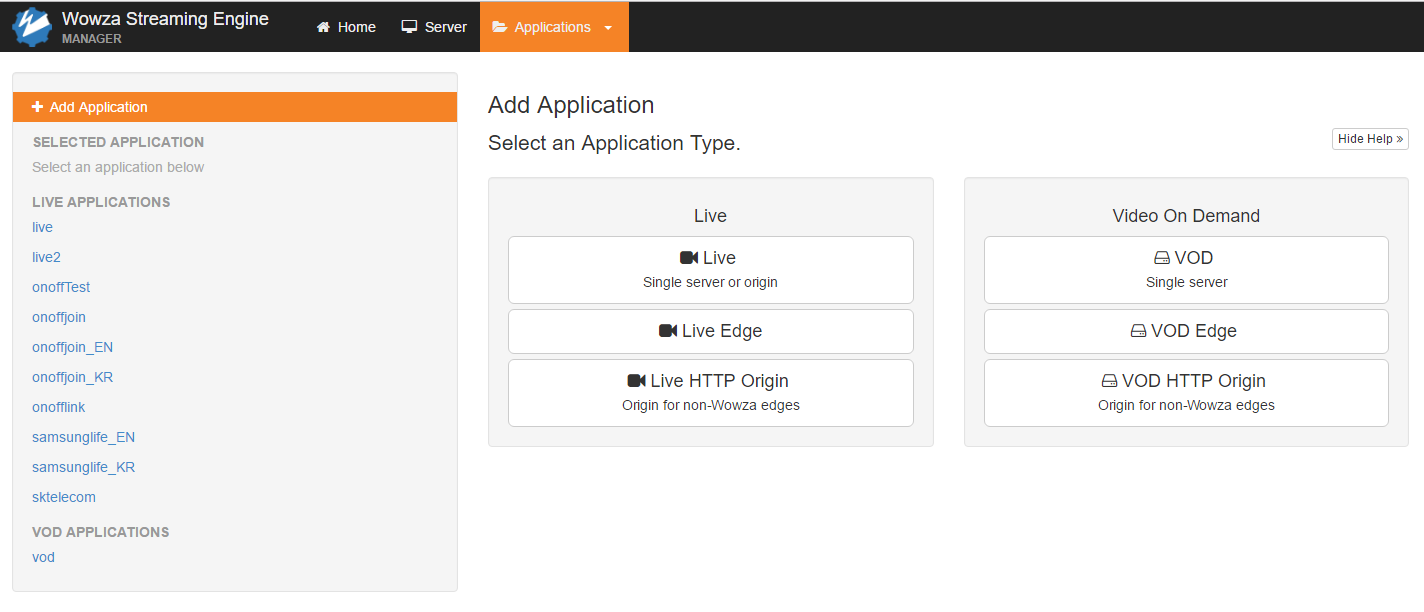 Wowza Streaming Engine
MANAGER
Home
Server
Applications
Add Application
SELECTED APPLICATION
Select an application below
LIVE APPLICATIONS
live
live2
onoffTest
onoffjoin
onoffjoin_EN
onoffjoin_KR
onofflink
samsunglife_EN
samsunglife_KR
sktelecom
VOD APPLICATIONS
vod
Add Application
Select an Application Type.
Hide Help »
Live
Live
Single server or origin
Live Edge
Live HTTP Origin
Origin for non-Wowza edges
Video On Demand
VOD
Single server
VOD Edge
VOD HTTP Origin
Origin for non-Wowza edges